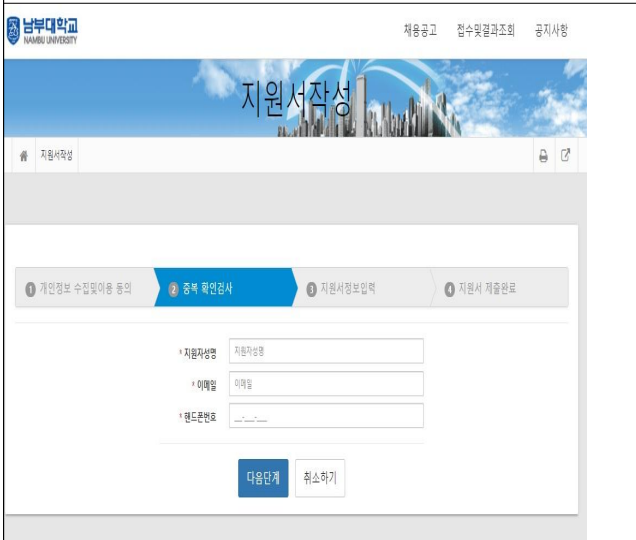 남부대학교
NAMBU UNIVERSITY
채용공고 접수및결과조회 공지사항
지원서작성
지원서작성
1 개인정보 수집및이용 동의 2 중복 확인검사 3 지원서정보입력 4 지원서 제출완료
* 지원자성명 지원자성명
* 이메일 이메일
* 핸드폰번호 __-__-__
다음단계 취소하기